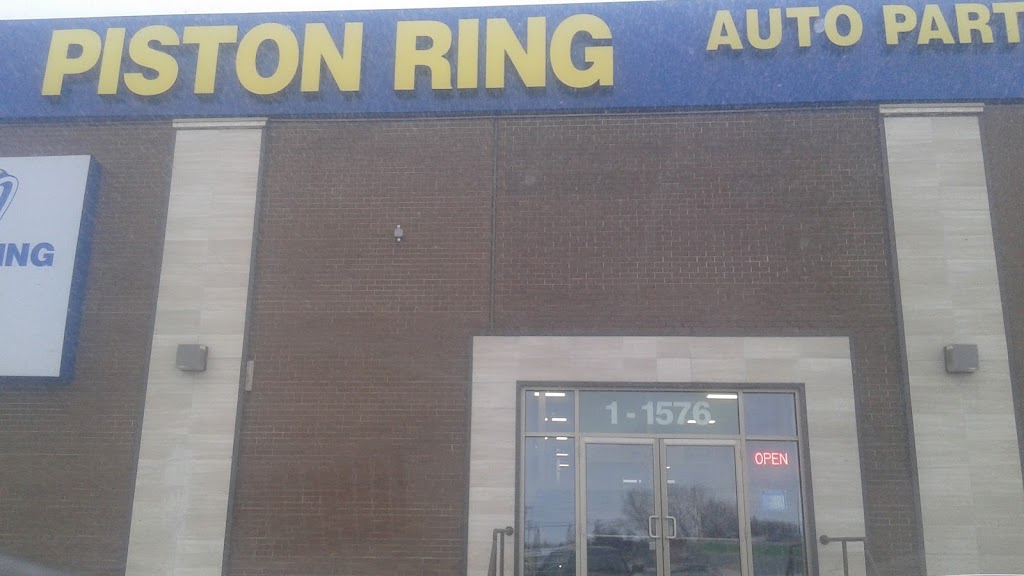 PISTON RING
AUTO PART
ING
1 - 1576
OPEN